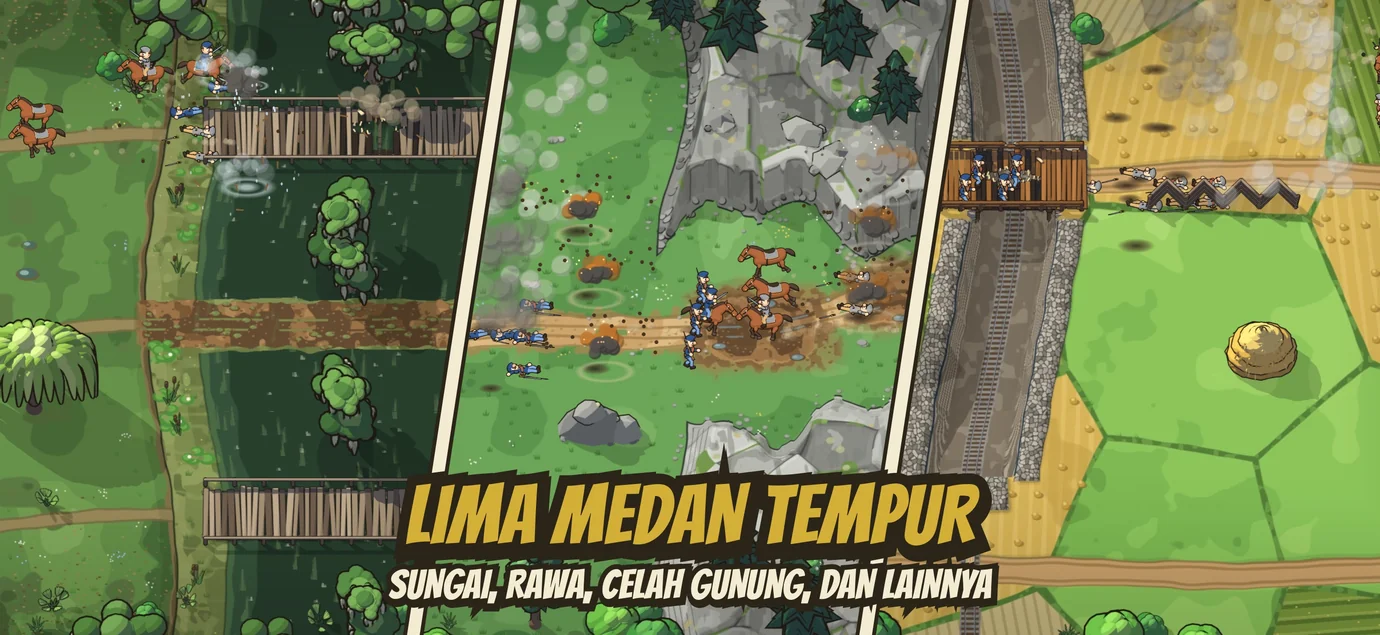 LIMA MEDAN TEMPUR
SUNGAI, RAWA, CELAH GUNUNG, DAN LAINNYA